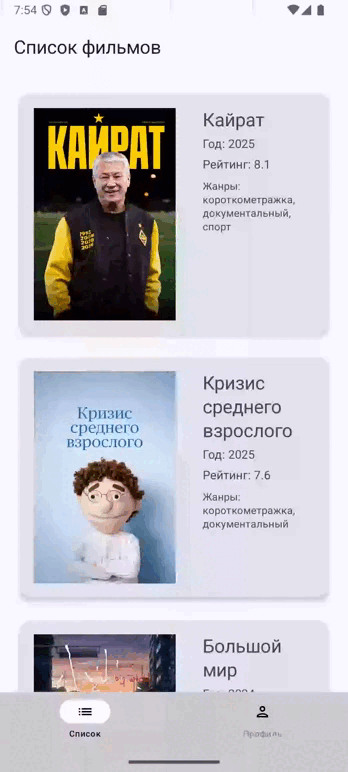 7:54
Список фильмов
КАЙРАТ
Кайрат
Год: 2025
Рейтинг: 8.1
Жанры:
короткометражка,
документальный,
спорт
Кризис
среднего
взрослого
Кризис
среднего
взрослого
Год: 2025
Рейтинг: 7.6
Жанры:
короткометражка,
документальный
Большой
мир
Список
Профиль